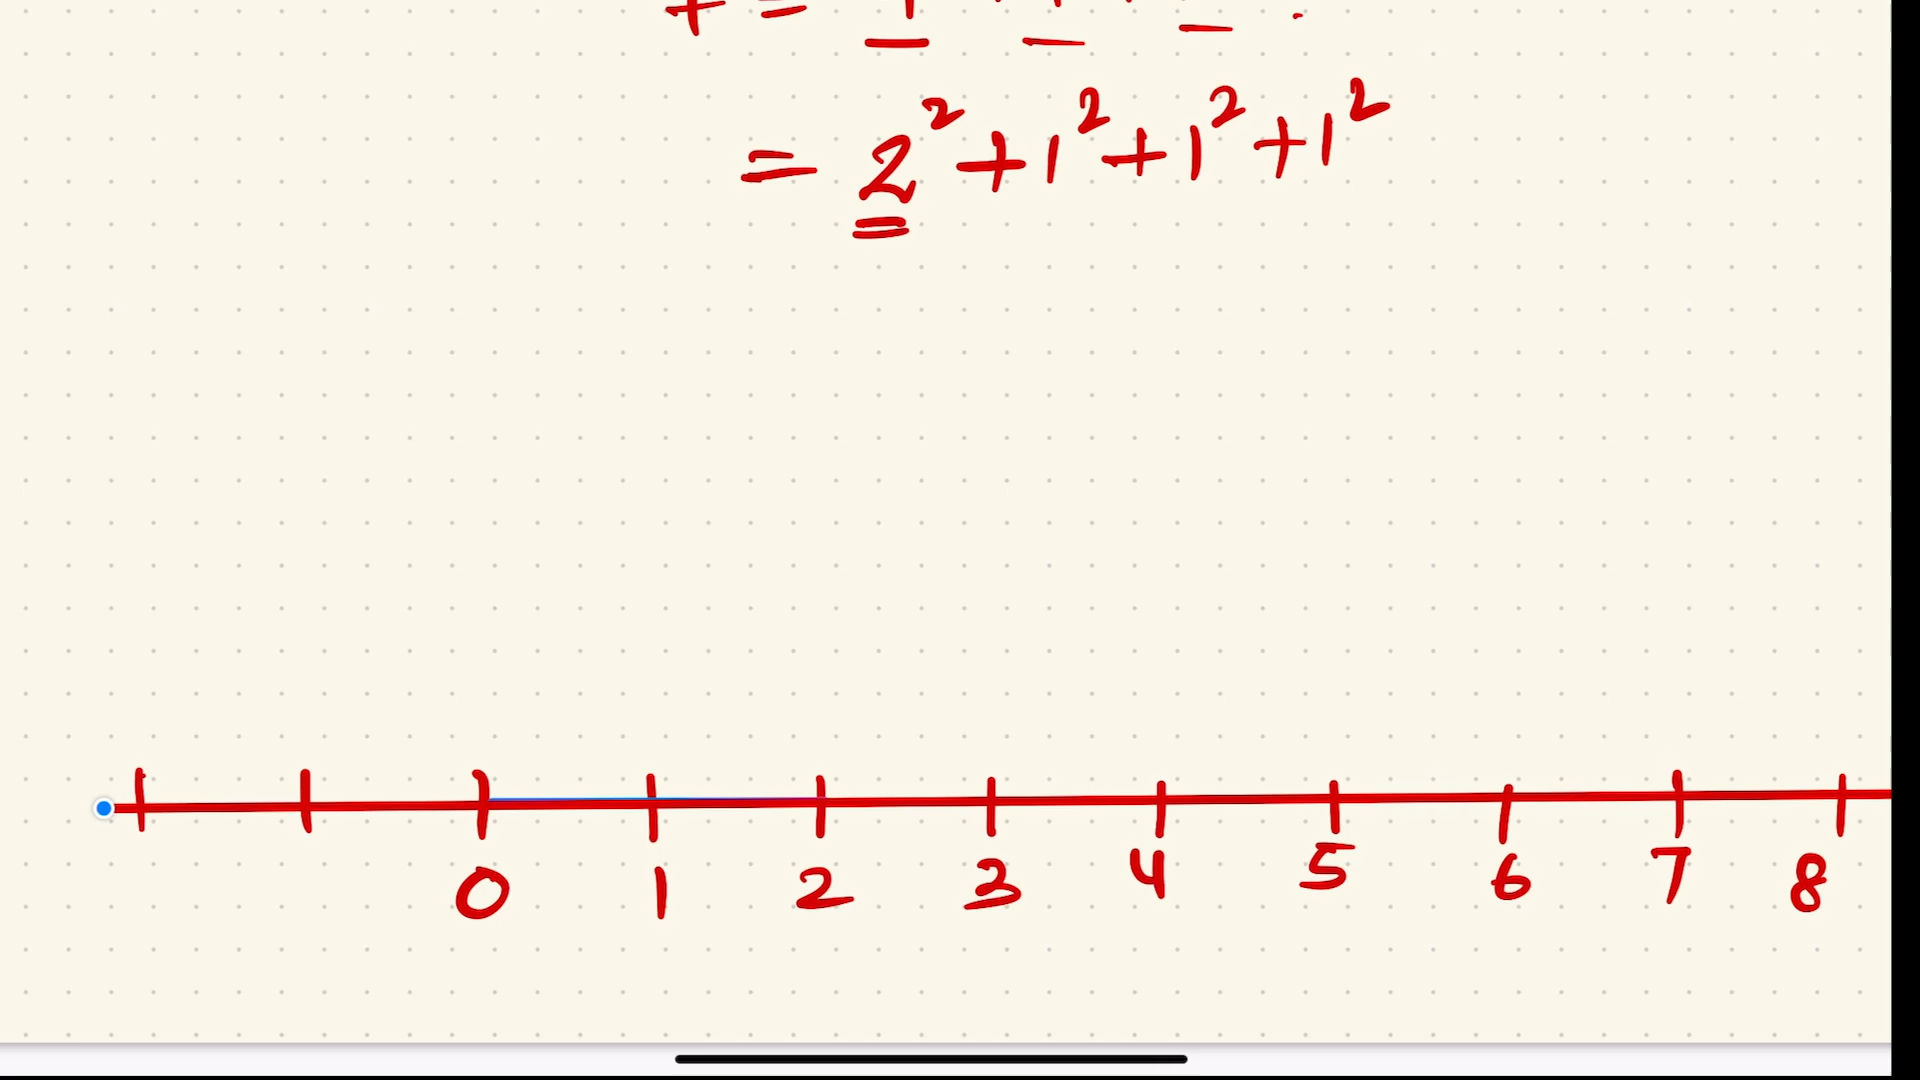 = 2² + 1² + 1² + 1²
0 1 2 3 4 5 6 7 8